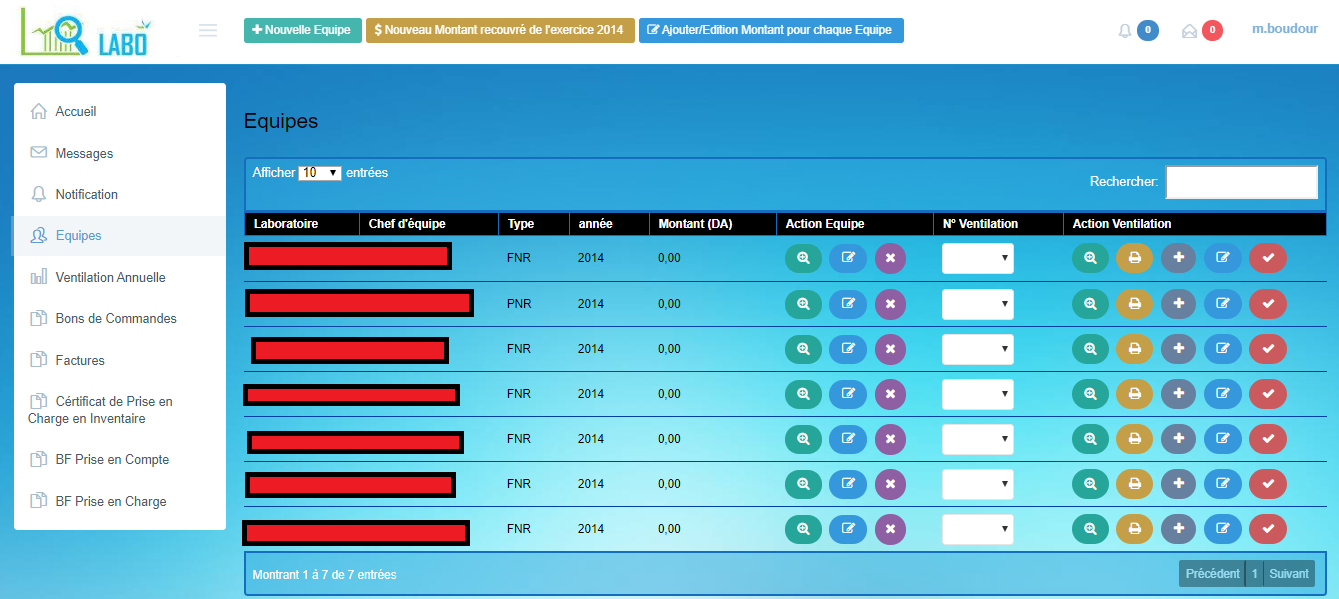 LABO
Nouvelle Equipe
$ Nouveau Montant recouvré de l'exercice 2014
Ajouter/Edition Montant pour chaque Equipe
0
0
m.boudour
Accueil
Messages
Notification
Equipes
Ventilation Annuelle
Bons de Commandes
Factures
Cértificat de Prise en
Charge en Inventaire
BF Prise en Compte
BF Prise en Charge
Equipes
Afficher 10 entrées
Rechercher:
Laboratoire Chef d'équipe Type année Montant (DA) Action Equipe N° Ventilation Action Ventilation
FNR 2014 0,00
PNR 2014 0,00
FNR 2014 0,00
FNR 2014 0,00
FNR 2014 0,00
FNR 2014 0,00
FNR 2014 0,00
Montrant 1 à 7 de 7 entrées
Précédent 1 Suivant